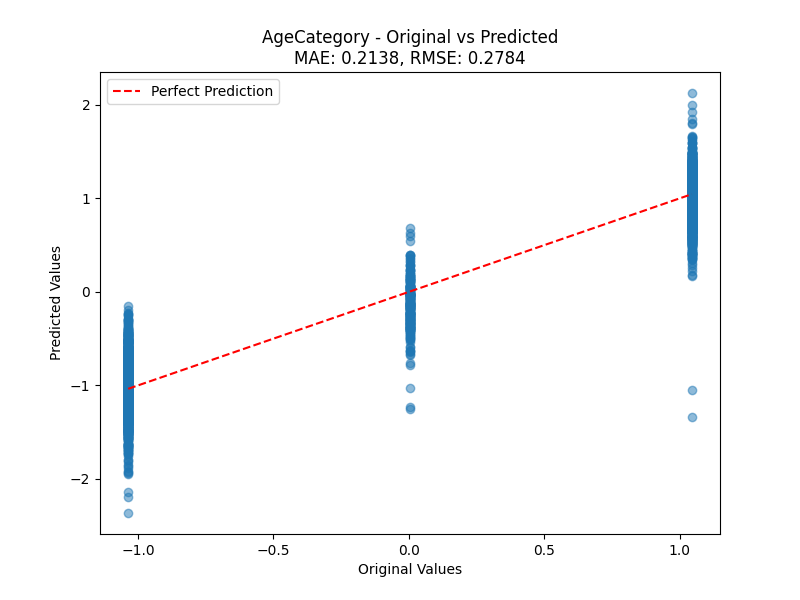 AgeCategory - Original vs Predicted
MAE: 0.2138, RMSE: 0.2784
Perfect Prediction
Predicted Values
2
1
0
−1
−2
−1.0 −0.5 0.0 0.5 1.0
Original Values